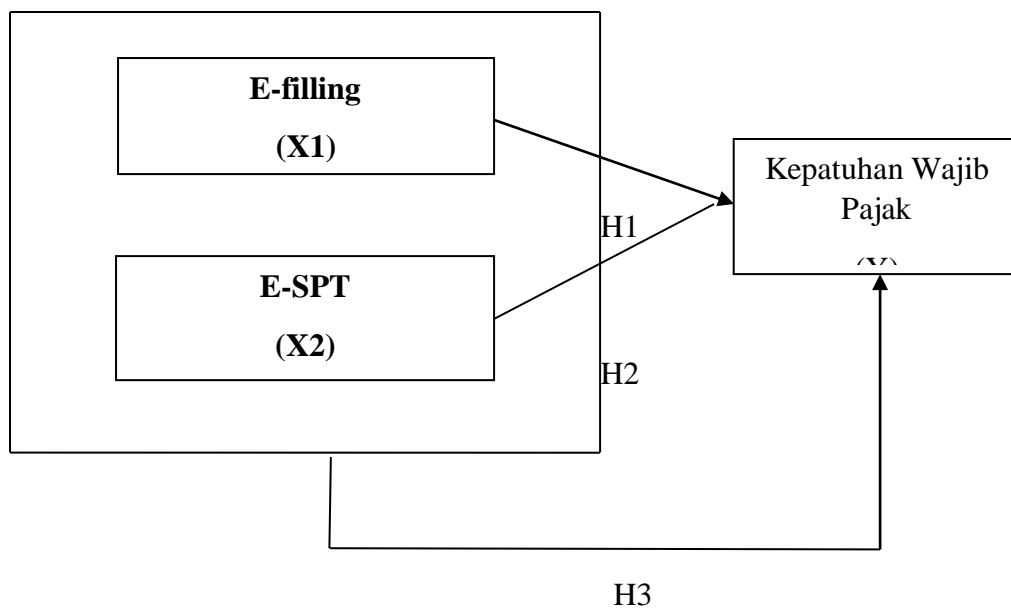 E-filling
(X1)
Kepatuhan Wajib
Pajak
(Y)
H1
E-SPT
(X2)
H2
H3